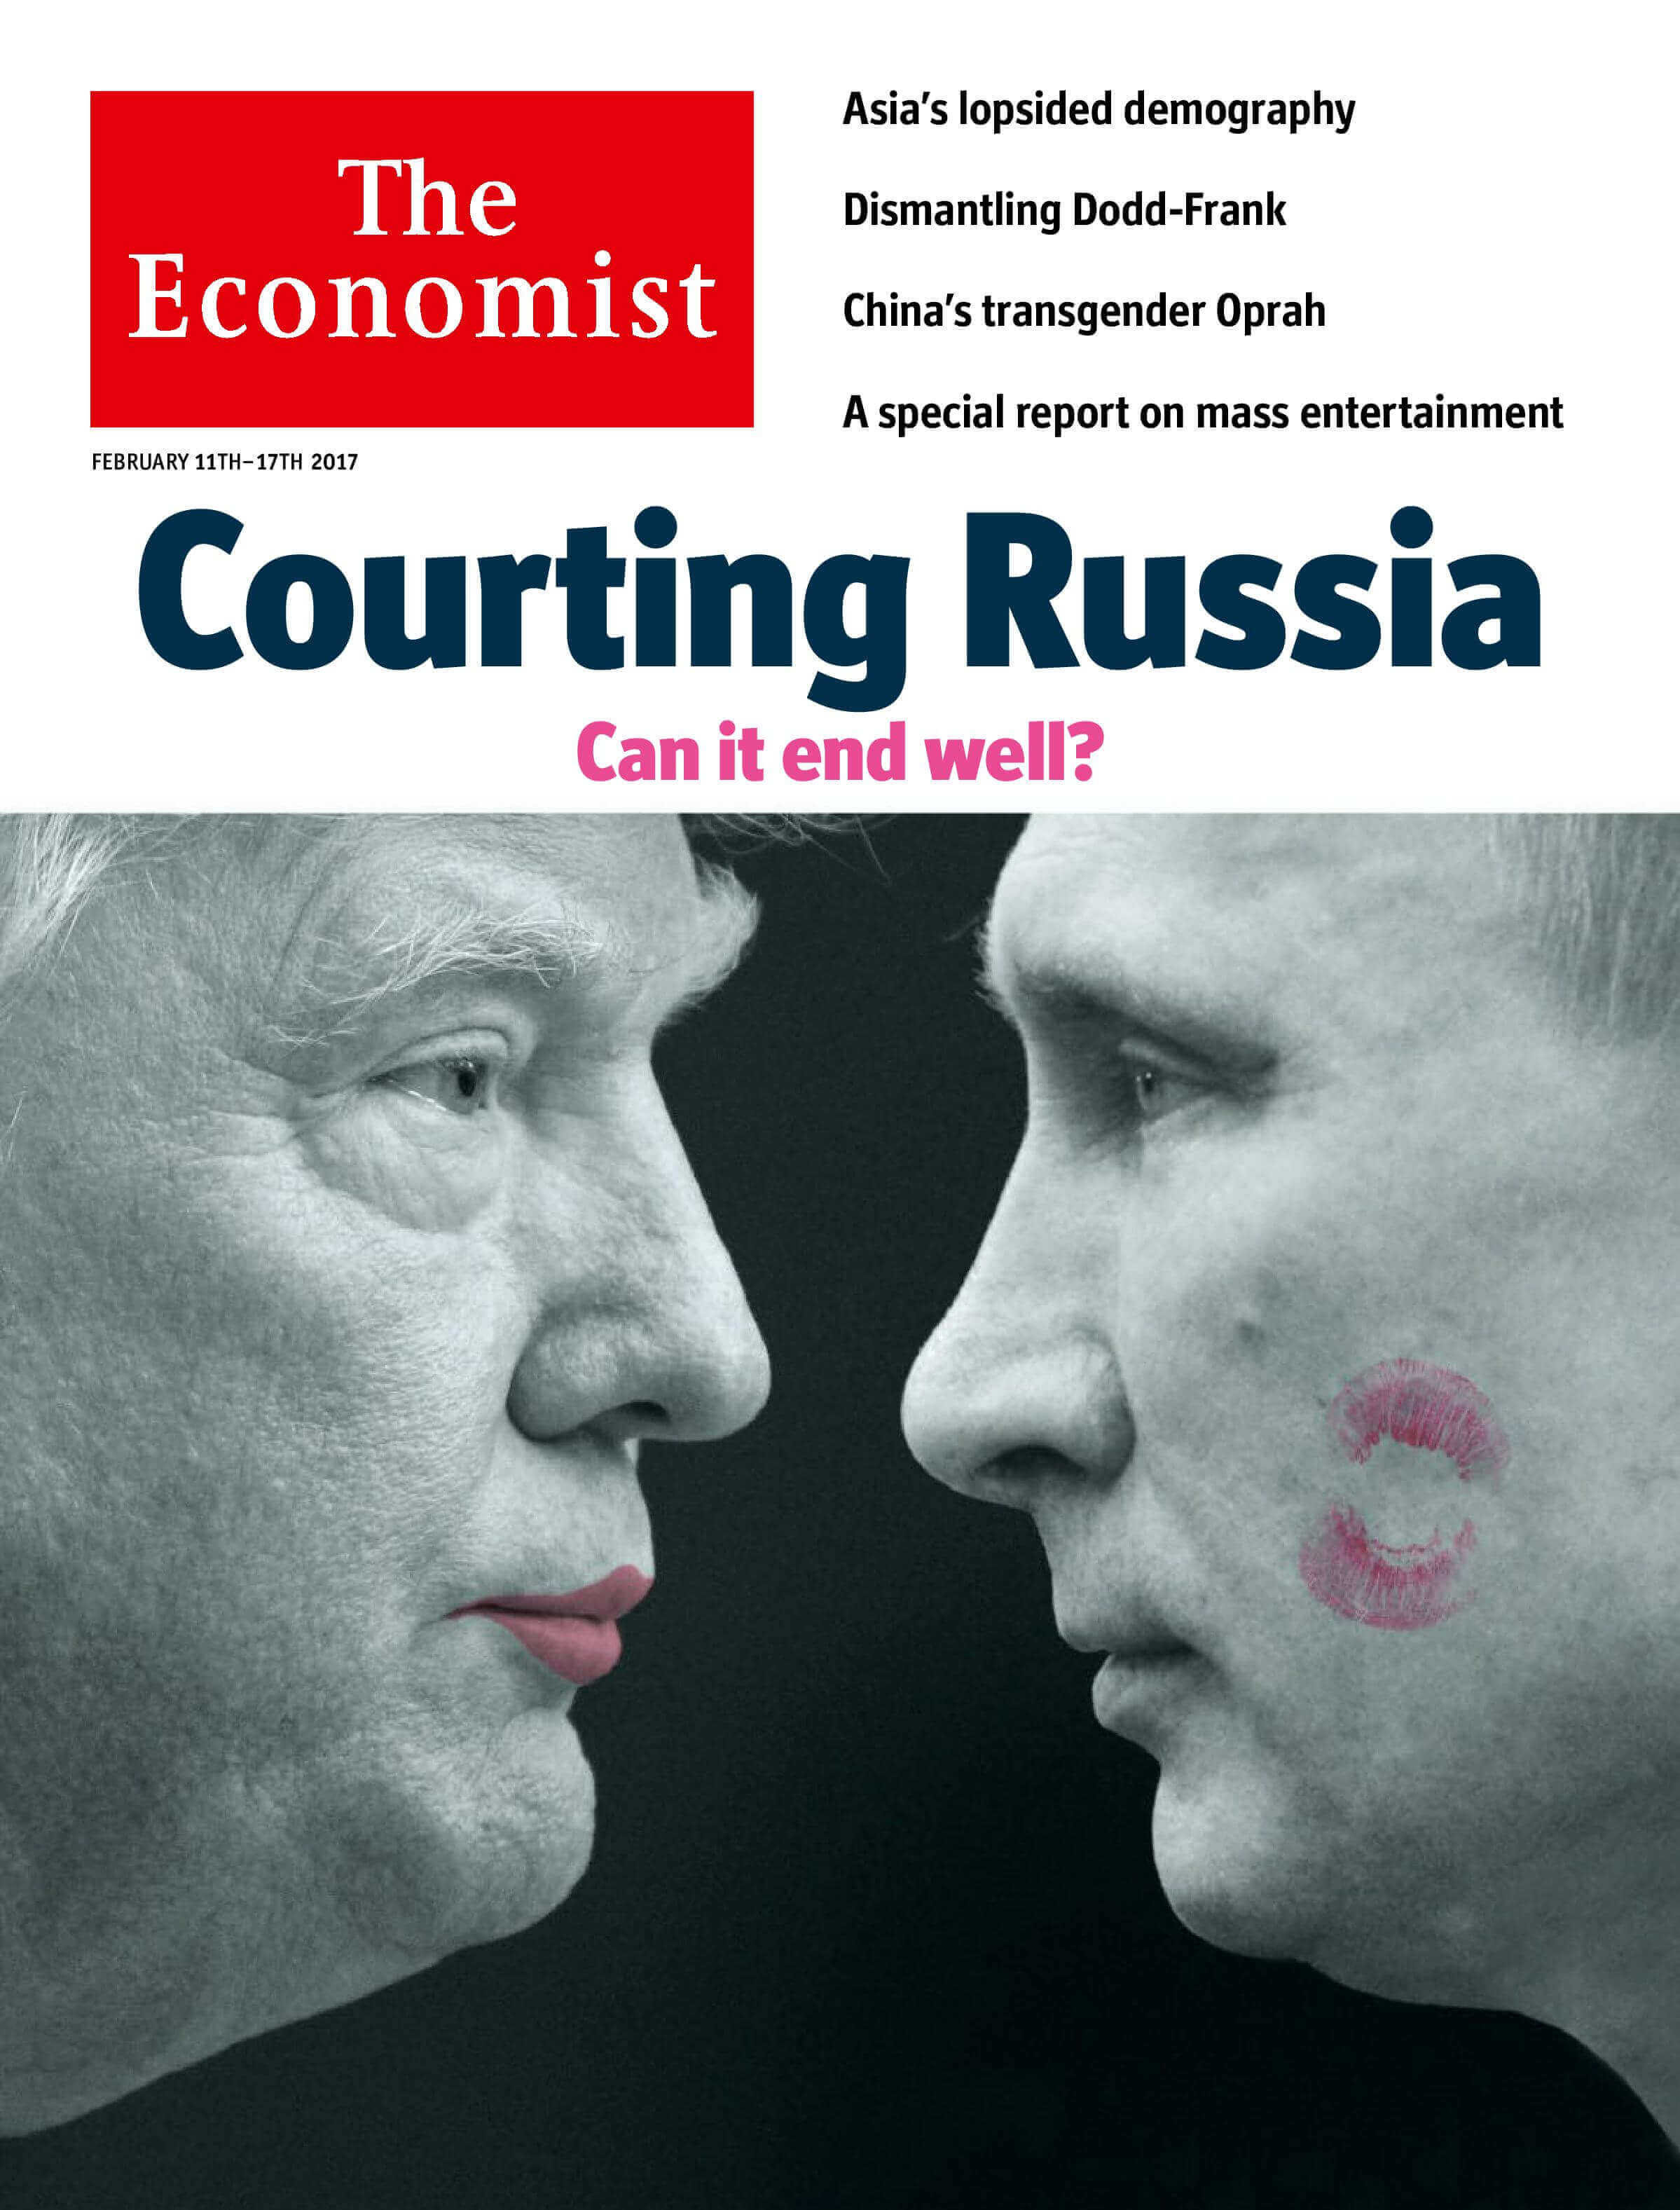 The
Economist
FEBRUARY 11TH–17TH 2017
Asia's lopsided demography
Dismantling Dodd-Frank
China's transgender Oprah
A special report on mass entertainment
Courting Russia
Can it end well?